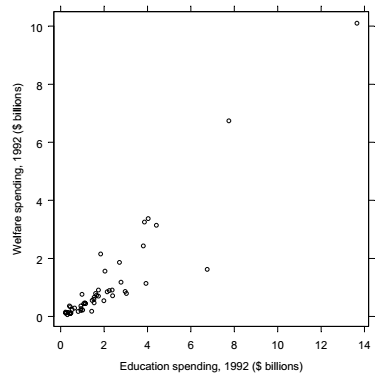 10
8
6
4
2
0
Welfare spending, 1992 ($ billions)
0 2 4 6 8 10 12 14
Education spending, 1992 ($ billions)